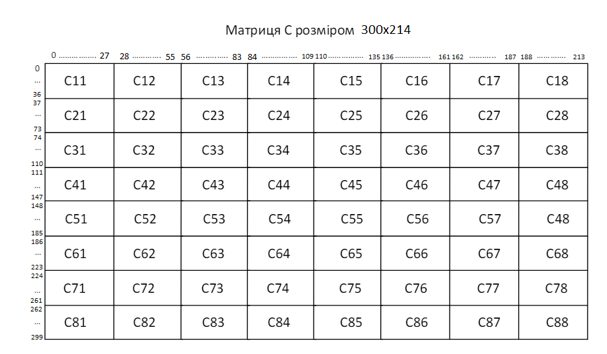 Матриця С розміром 300x214
0 ................ 27 28 ............. 55 56 .............. 83 84 ................ 109 110................ 135 136 ................ 161 162 ............ 187 188 ............. 213
0
... C11 C12 C13 C14 C15 C16 C17 C18
36
37
... C21 C22 C23 C24 C25 C26 C27 C28
73
74
... C31 C32 C33 C34 C35 C36 C37 C38
110
111
... C41 C42 C43 C44 C45 C46 C47 C48
147
148
... C51 C52 C53 C54 C55 C56 C57 C48
185
186
... C61 C62 C63 C64 C65 C66 C67 C68
223
224
... C71 C72 C73 C74 C75 C76 C77 C78
261
262
... C81 C82 C83 C84 C85 C86 C87 C88
299